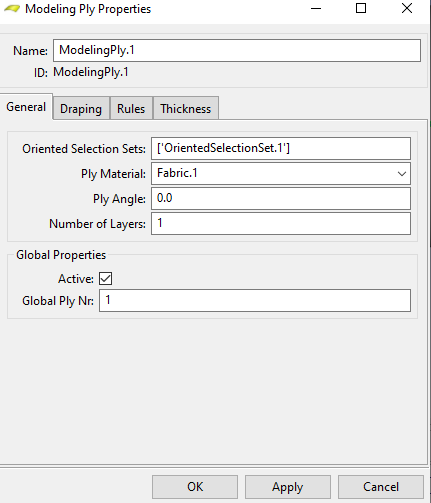 Modeling Ply Properties
Name: ModelingPly.1
ID: ModelingPly.1
General Draping Rules Thickness
Oriented Selection Sets: ['OrientedSelectionSet.1']
Ply Material: Fabric.1
Ply Angle: 0.0
Number of Layers: 1
Global Properties
Active:
Global Ply Nr: 1
OK Apply Cancel